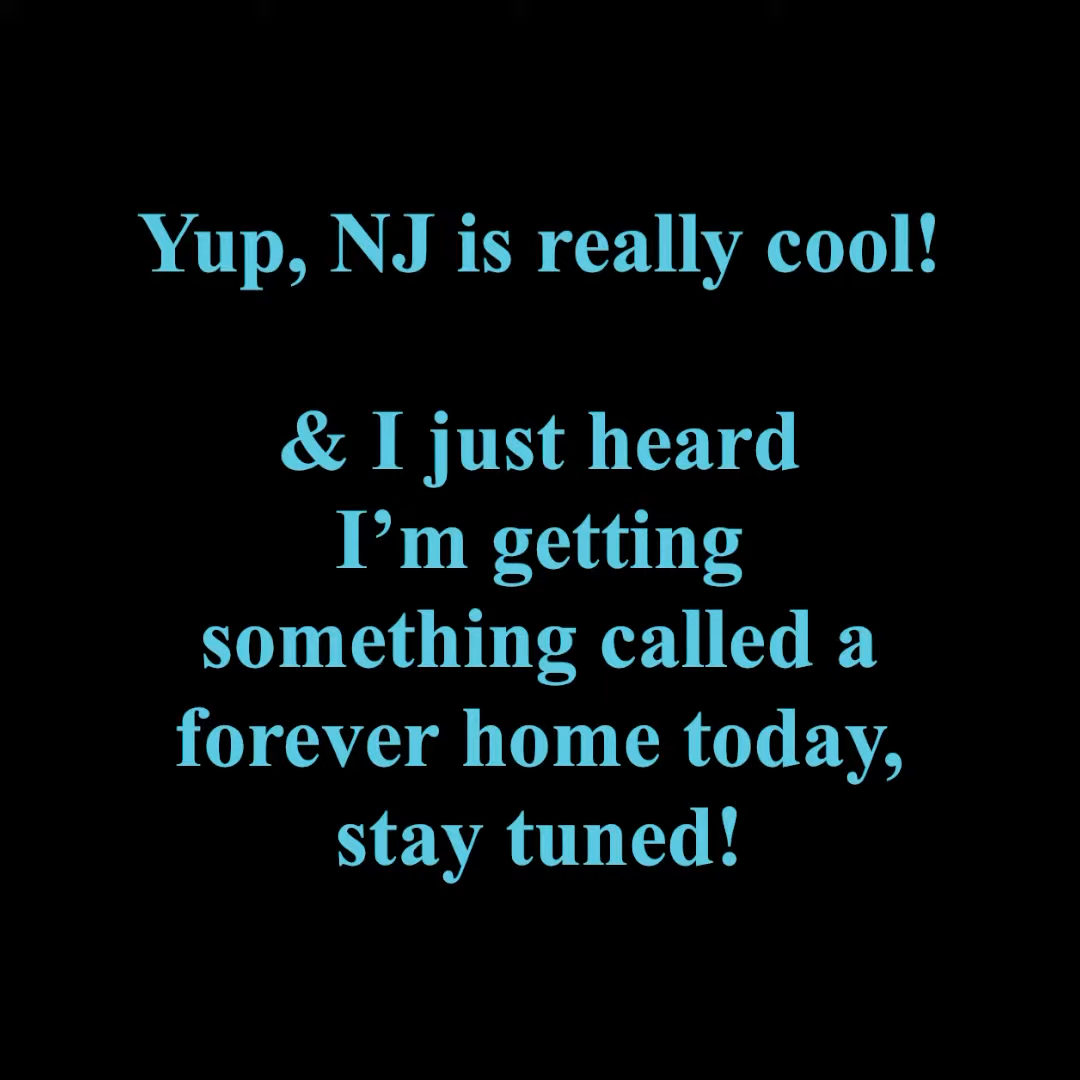 Yup, NJ is really cool!
& I just heard
I’m getting
something called a
forever home today,
stay tuned!